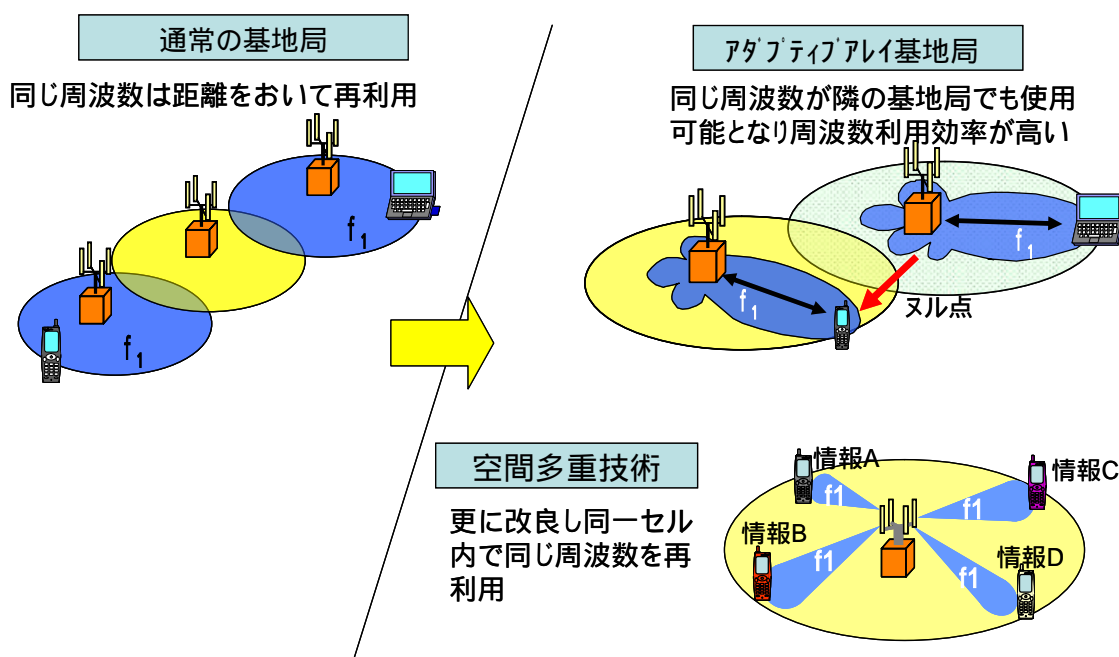 通常の基地局
同じ周波数は距離をおいて再利用
f1
f1
アダプティブアレイ基地局
同じ周波数が隣の基地局でも使用
可能となり周波数利用効率が高い
f1
f1
ヌル点
空間多重技術
更に改良し同一セル
内で同じ周波数を再
利用
情報A
f1
情報C
f1
情報B
f1
情報D
f1